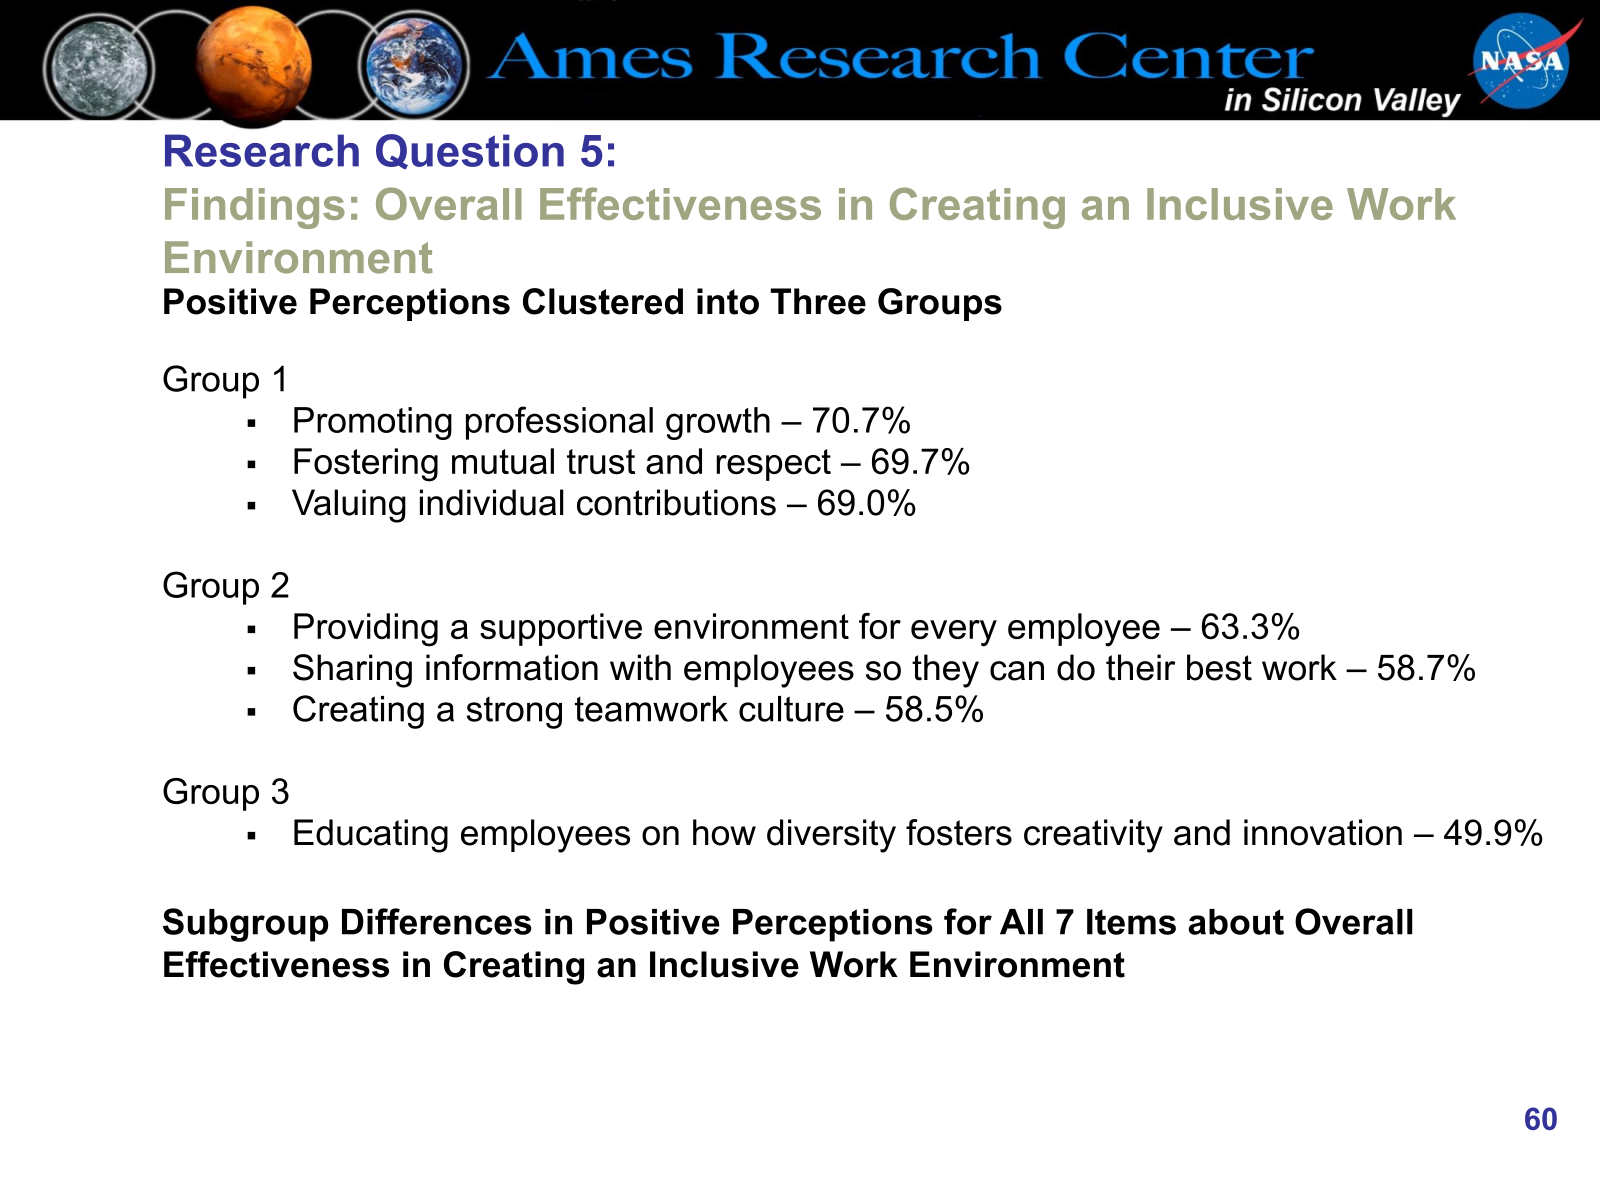 Ames Research Center
in Silicon Valley
NASA
Research Question 5:
Findings: Overall Effectiveness in Creating an Inclusive Work
Environment
Positive Perceptions Clustered into Three Groups
Group 1
▪ Promoting professional growth – 70.7%
▪ Fostering mutual trust and respect – 69.7%
▪ Valuing individual contributions – 69.0%
Group 2
▪ Providing a supportive environment for every employee – 63.3%
▪ Sharing information with employees so they can do their best work – 58.7%
▪ Creating a strong teamwork culture – 58.5%
Group 3
▪ Educating employees on how diversity fosters creativity and innovation – 49.9%
Subgroup Differences in Positive Perceptions for All 7 Items about Overall
Effectiveness in Creating an Inclusive Work Environment
60